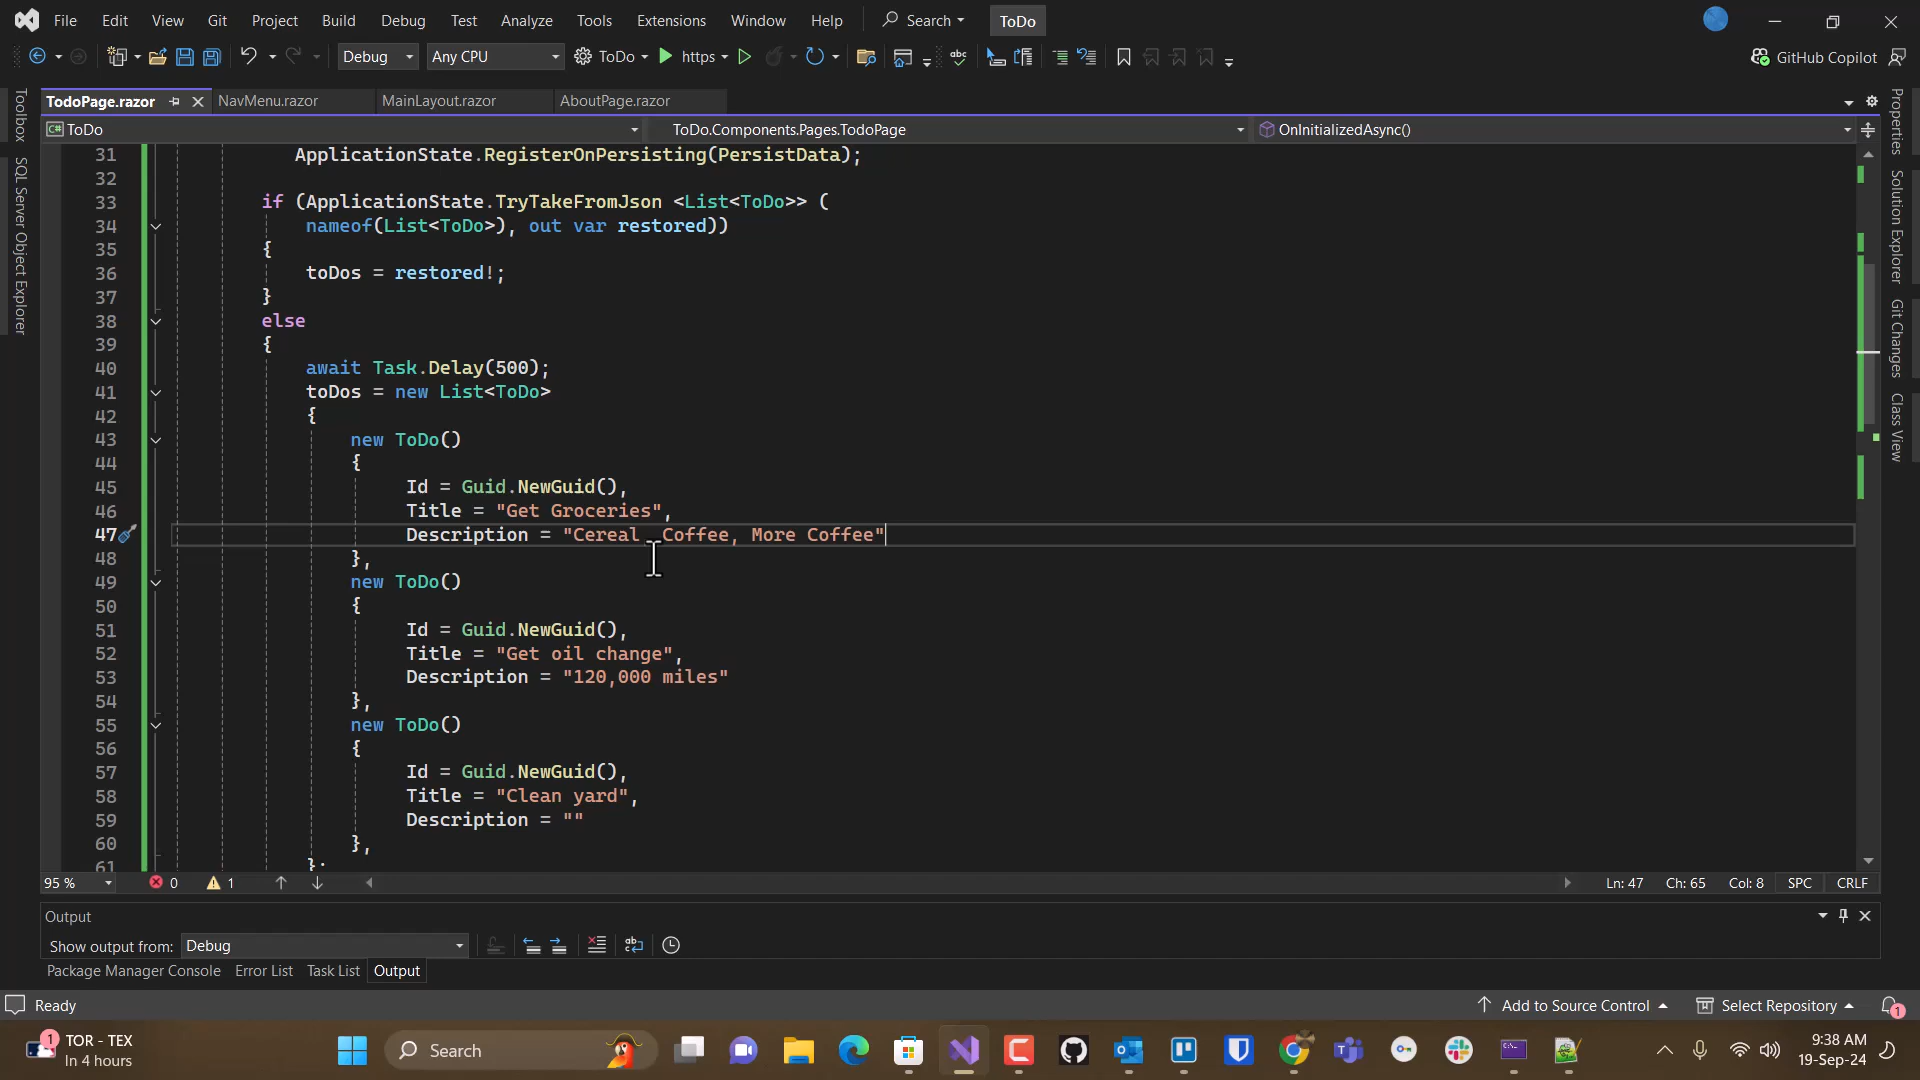 File Edit View Git Project Build Debug Test Analyze Tools Extensions Window Help Search ToDo
Debug Any CPU ToDo https GitHub Copilot
TodoPage.razor NavMenu.razor MainLayout.razor AboutPage.razor
ToDo ToDo.Components.Pages.TodoPage OnInitializedAsync()
Toolbox
SQL Server Object Explorer
31 ApplicationState.RegisterOnPersisting(PersistData);
32
33 if (ApplicationState.TryTakeFromJson <List<ToDo>> (
34 nameof(List<ToDo>), out var restored))
35 {
36 toDos = restored!;
37 }
38 else
39 {
40 await Task.Delay(500);
41 toDos = new List<ToDo>
42 {
43 new ToDo()
44 {
45 Id = Guid.NewGuid(),
46 Title = "Get Groceries",
47 Description = "Cereal, Coffee, More Coffee"
48 },
49 new ToDo()
50 {
51 Id = Guid.NewGuid(),
52 Title = "Get oil change",
53 Description = "120,000 miles"
54 },
55 new ToDo()
56 {
57 Id = Guid.NewGuid(),
58 Title = "Clean yard",
59 Description = ""
60 },
61 };
Properties
Solution Explorer
Git Changes
Class View
95 % 0 1 Ln: 47 Ch: 65 Col: 8 SPC CRLF
Output
Show output from: Debug
Package Manager Console Error List Task List Output
Ready Add to Source Control Select Repository 1
1 TOR - TEX
In 4 hours
Search
9:38 AM
19-Sep-24